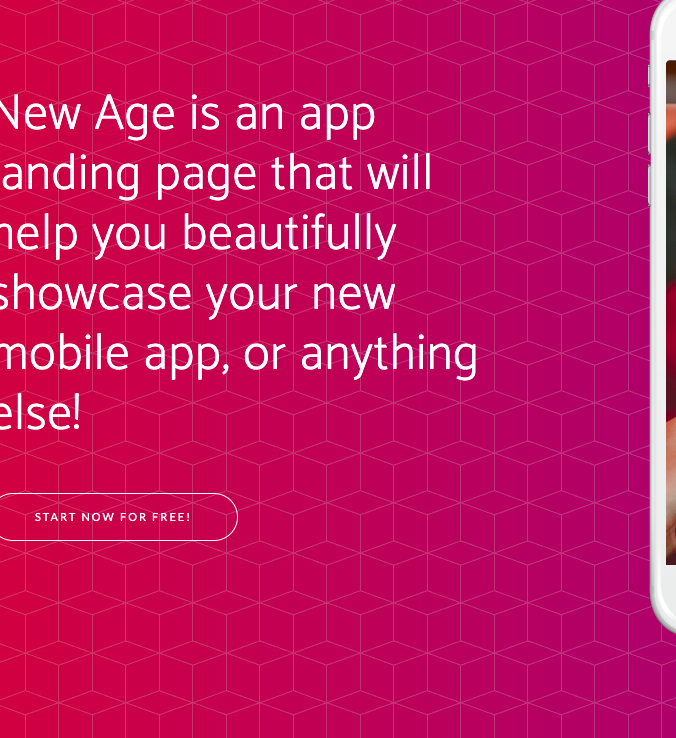 New Age is an app
landing page that will
help you beautifully
showcase your new
mobile app, or anything
else!
START NOW FOR FREE!